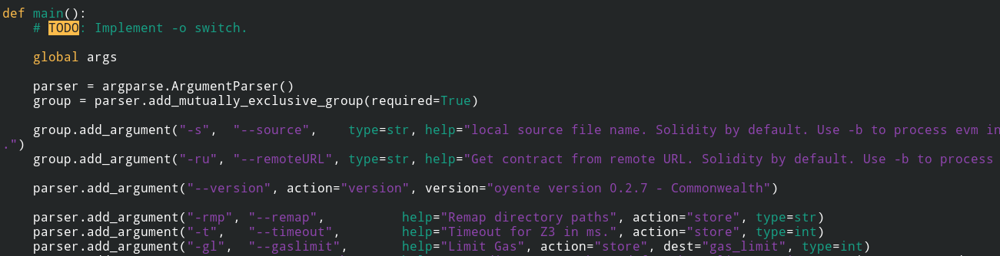 def main():
    # TODO: Implement -o switch.
    global args
    parser = argparse.ArgumentParser()
    group = parser.add_mutually_exclusive_group(required=True)
    group.add_argument("-s",  "--source",    type=str, help="local source file name. Solidity by default. Use -b to process evm in
.")
    group.add_argument("-ru", "--remoteURL", type=str, help="Get contract from remote URL. Solidity by default. Use -b to process
    parser.add_argument("--version", action="version", version="oyente version 0.2.7 - Commonwealth")
    parser.add_argument("-rmp", "--remap",          help="Remap directory paths", action="store", type=str)
    parser.add_argument("-t",   "--timeout",        help="Timeout for Z3 in ms.", action="store", type=int)
    parser.add_argument("-gl",  "--gaslimit",       help="Limit Gas", action="store", dest="gas_limit", type=int)